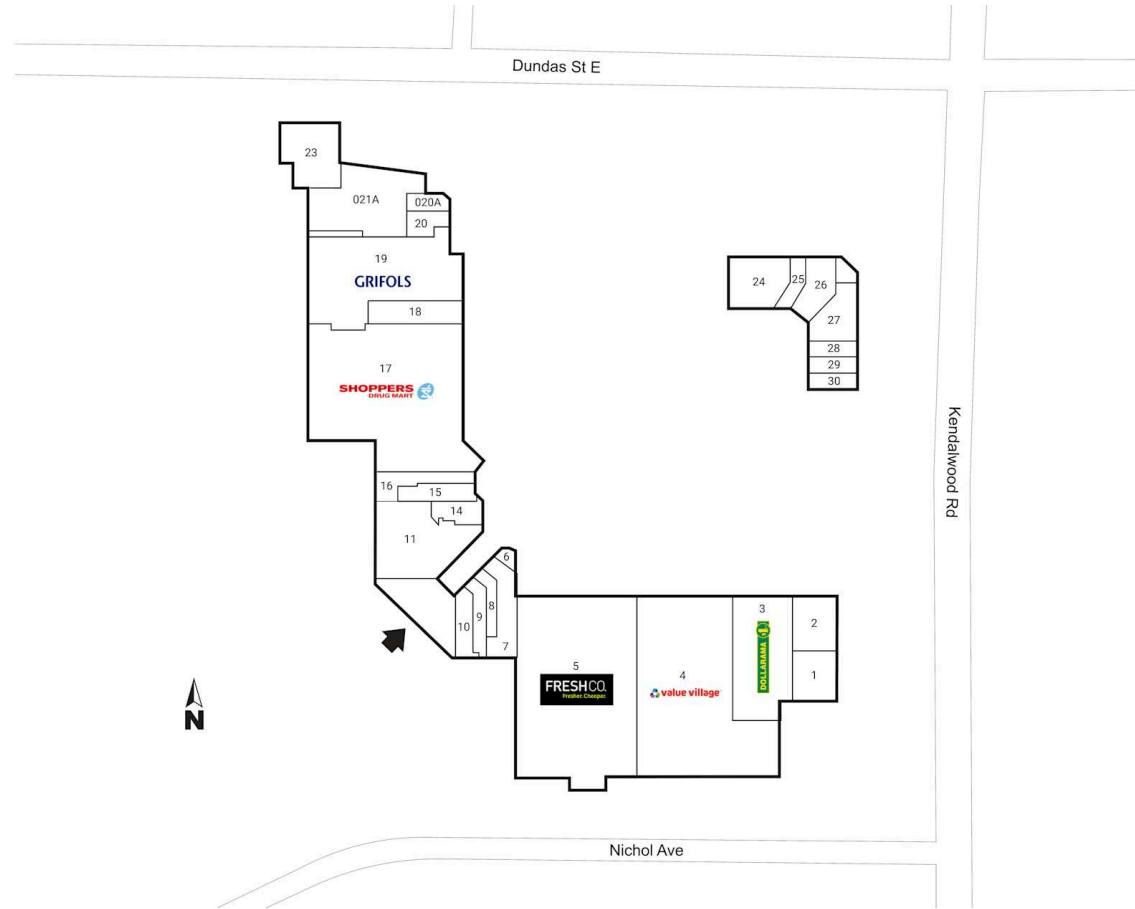 Dundas St E
23
021A
020A
20
19
GRIFOLS
18
17
SHOPPERS
DRUG MART
16
15
14
11
24
25
26
27
28
29
30
Kendalwood Rd
6
8
10
9
7
5
FRESHCO.
Fresher. Cheaper.
4
value village
3
DOLLARAMA
2
1
N
Nichol Ave